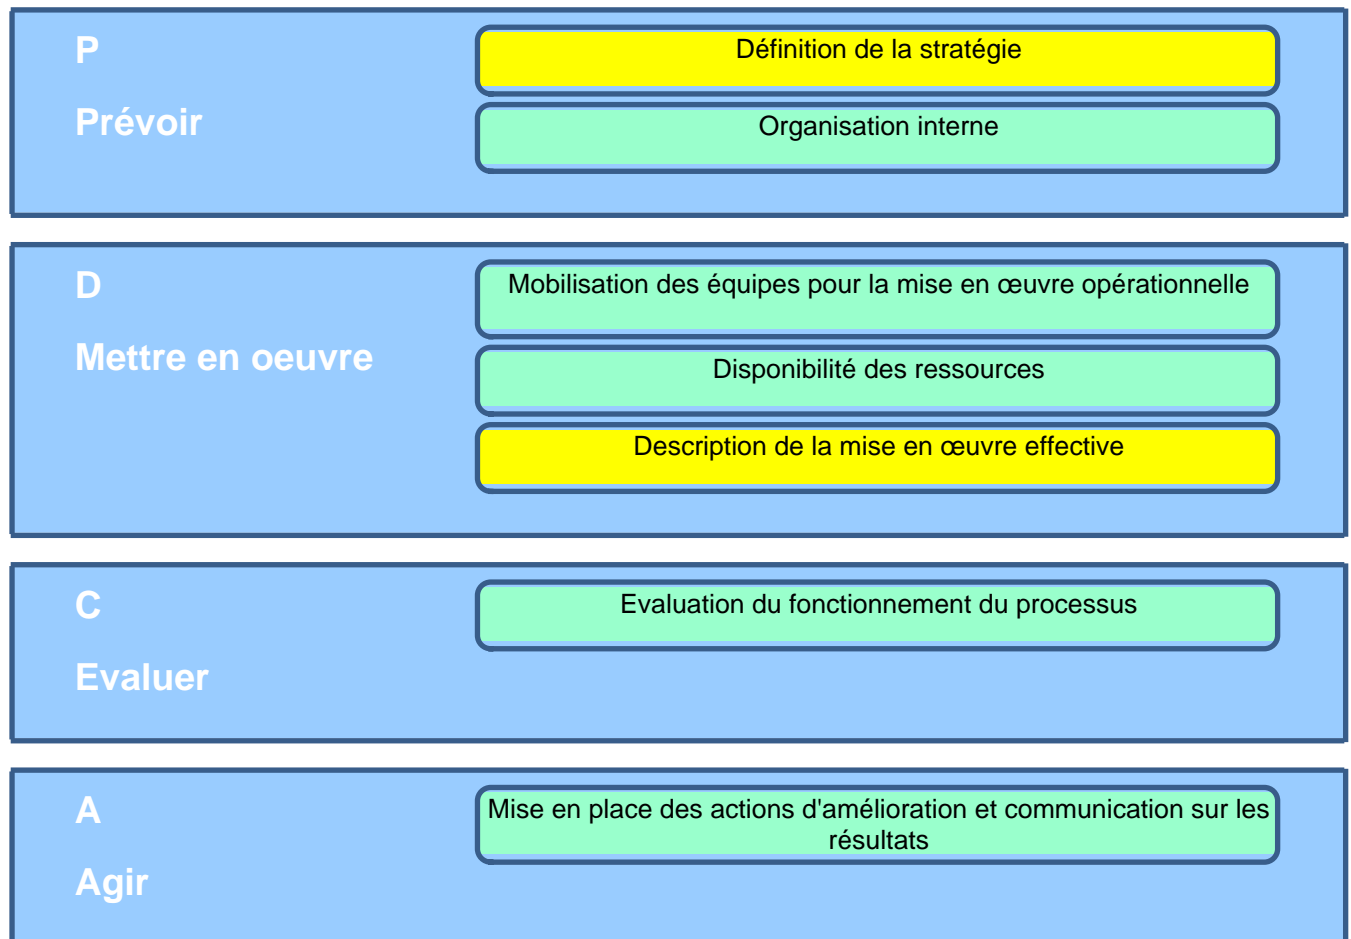 P
Définition de la stratégie
Prévoir
Organisation interne
D
Mobilisation des équipes pour la mise en œuvre opérationnelle
Mettre en oeuvre
Disponibilité des ressources
Description de la mise en œuvre effective
C
Evaluation du fonctionnement du processus
Evaluer
A
Mise en place des actions d'amélioration et communication sur les
résultats
Agir